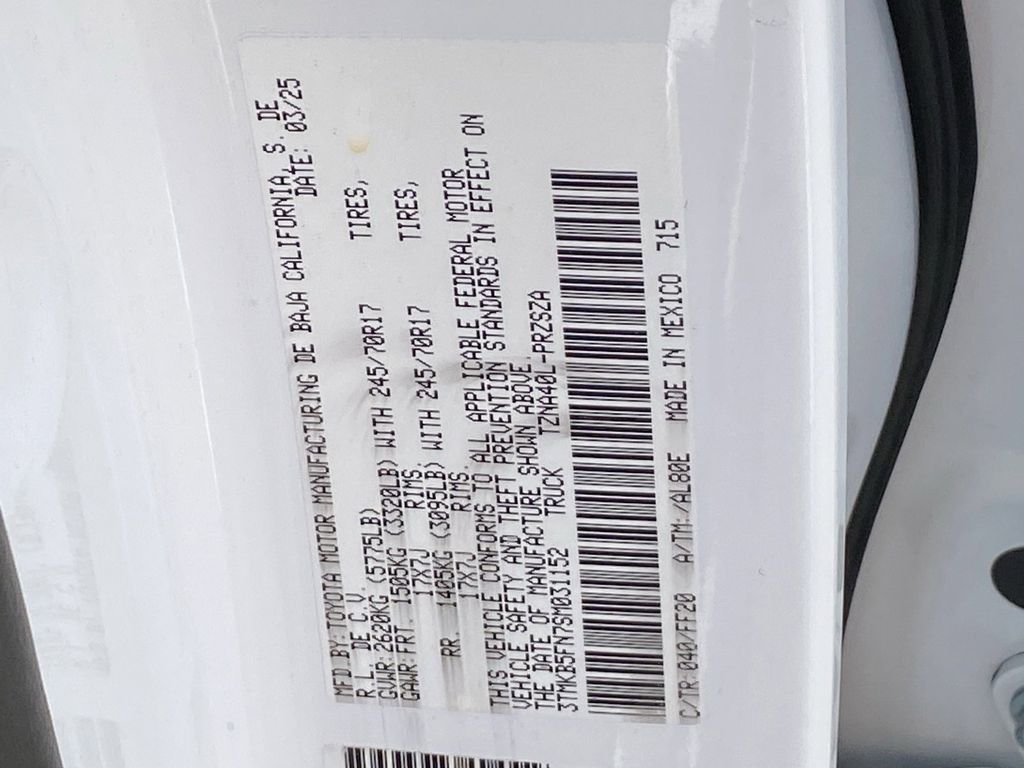 MFD BY: TOYOTA MOTOR MANUFACTURING DE BAJA CALIFORNIA, S. DE
R.L. DE C.V. DATE: 03/25
GVWR: 2620KG (5775LB)
GAWR: FRT. 1505KG (3320LB) WITH 245/70R17 TIRES,
17X7J RIMS.
RR. 1405KG (3095LB) WITH 245/70R17 TIRES,
17X7J RIMS.
THIS VEHICLE CONFORMS TO ALL APPLICABLE FEDERAL MOTOR
VEHICLE SAFETY AND THEFT PREVENTION STANDARDS IN EFFECT ON
THE DATE OF MANUFACTURE SHOWN ABOVE.
3TMKB5FN7SM031152 TRUCK TZNA40L-PRZSZA
C/TR: 040/FF20 A/TM: /AL80E MADE IN MEXICO 715